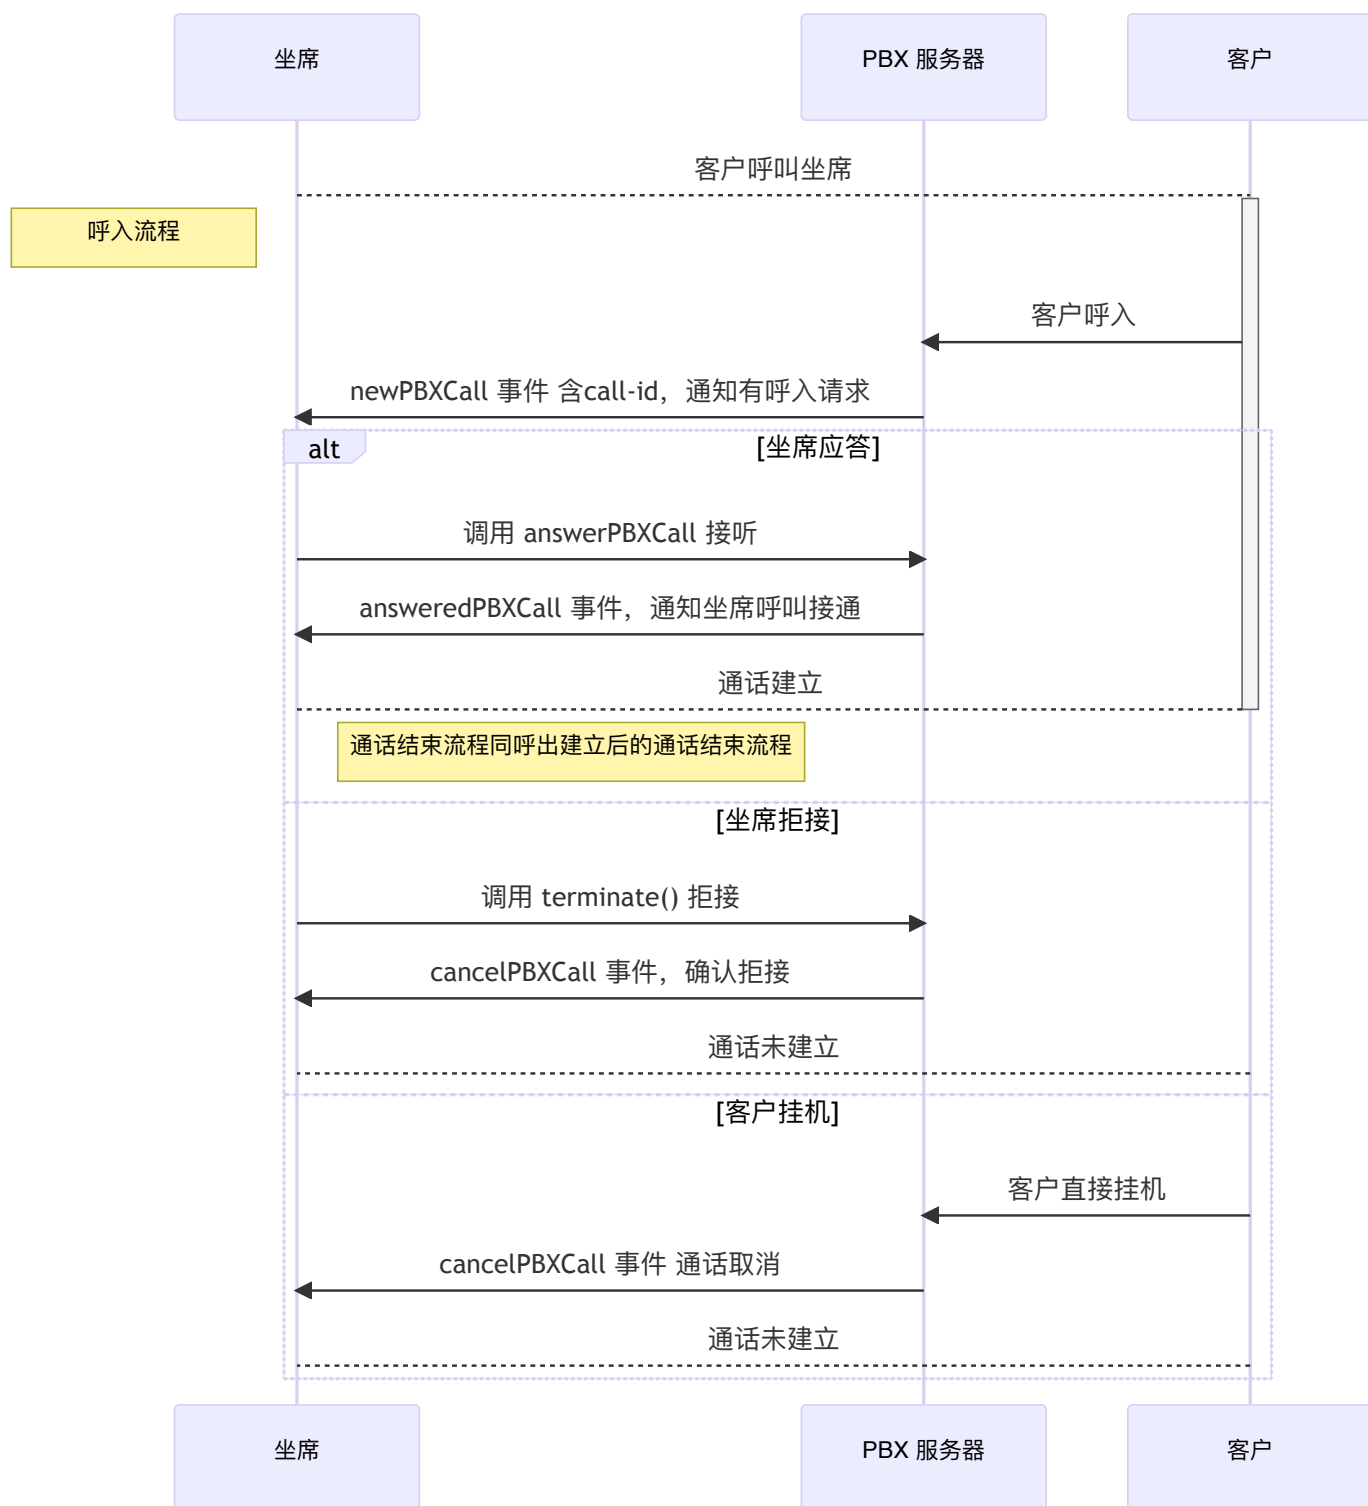 坐席
PBX 服务器
客户
客户呼叫坐席
呼入流程
客户呼入
newPBXCall 事件 含call-id，通知有呼入请求
alt
[坐席应答]
调用 answerPBXCall 接听
answeredPBXCall 事件，通知坐席呼叫接通
通话建立
通话结束流程同呼出建立后的通话结束流程
[坐席拒接]
调用 terminate() 拒接
cancelPBXCall 事件，确认拒接
通话未建立
[客户挂机]
客户直接挂机
cancelPBXCall 事件 通话取消
通话未建立
坐席
PBX 服务器
客户